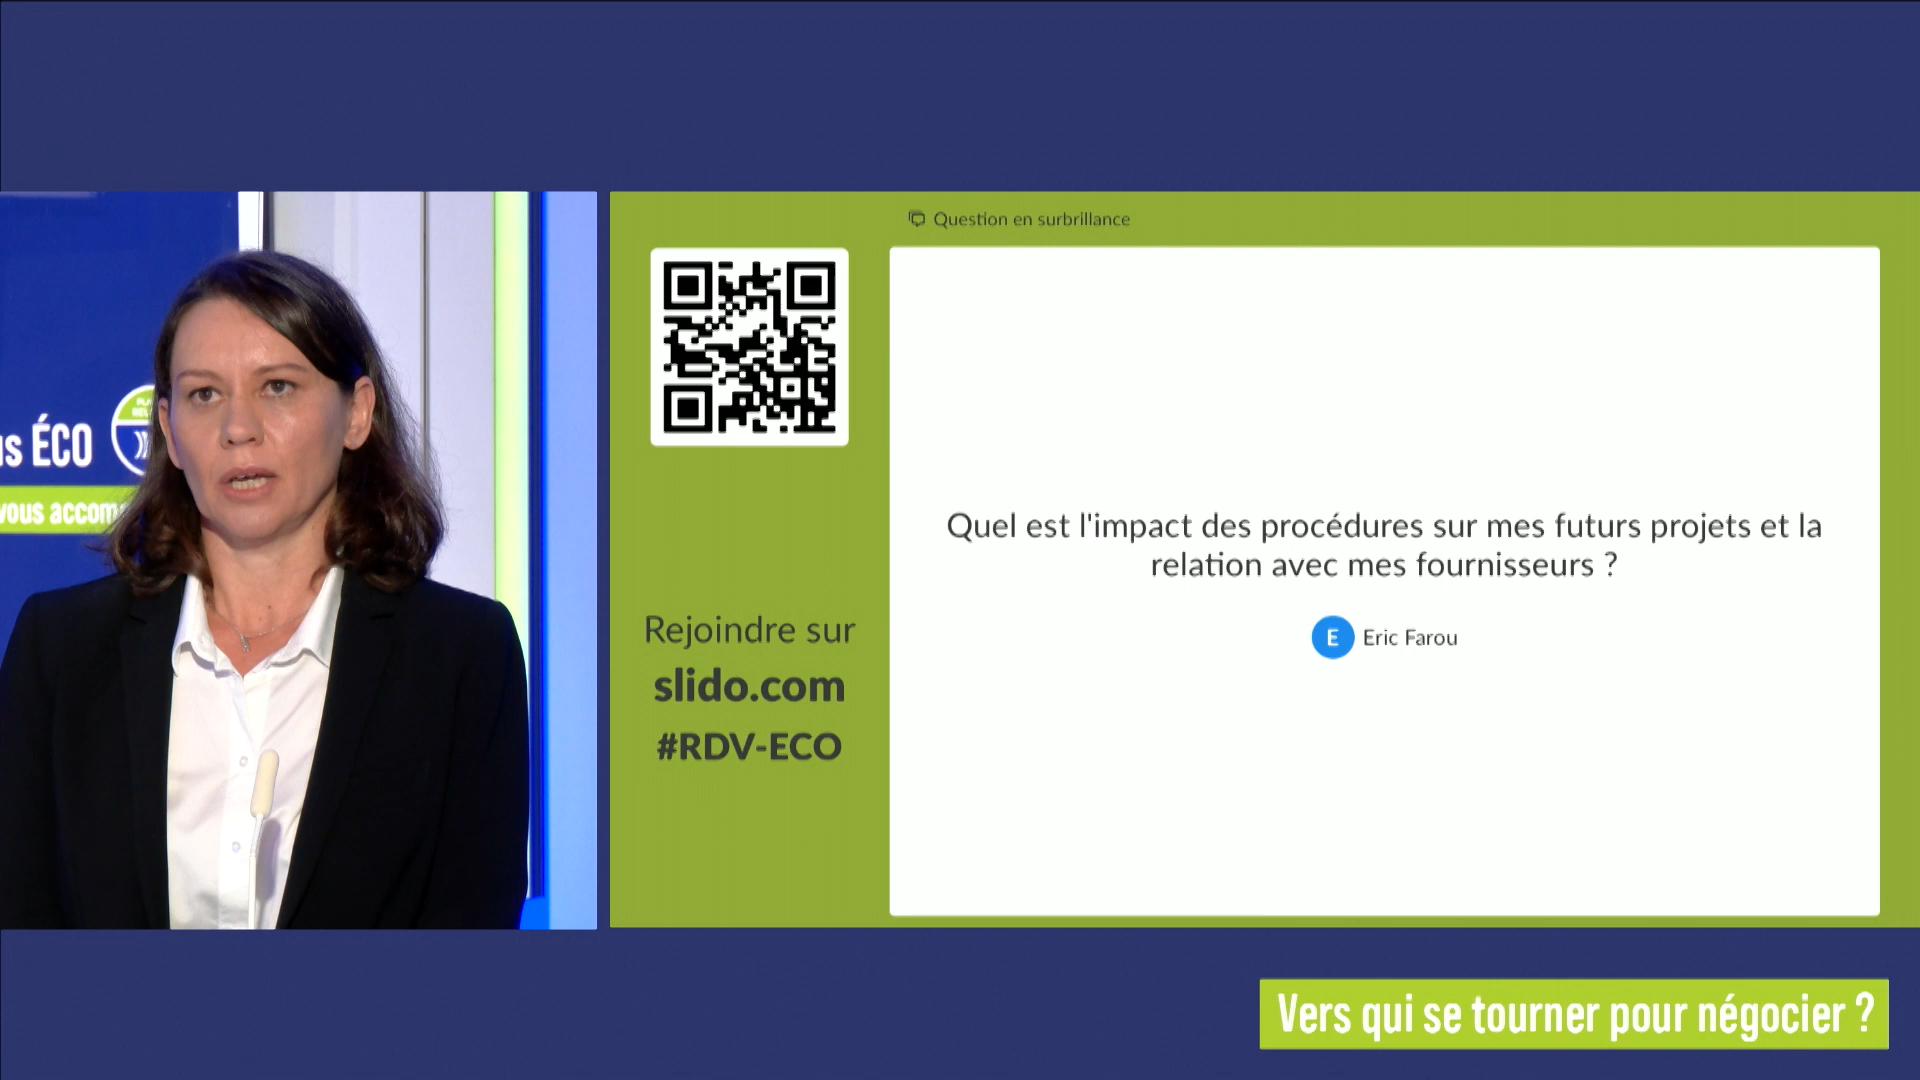 ÉCO
vous
Question en surbrillance
Quel est l'impact des procédures sur mes futurs projets et la
relation avec mes fournisseurs ?
E Eric Farou
Rejoindre sur
slido.com
#RDV-ECO
Vers qui se tourner pour négocier ?